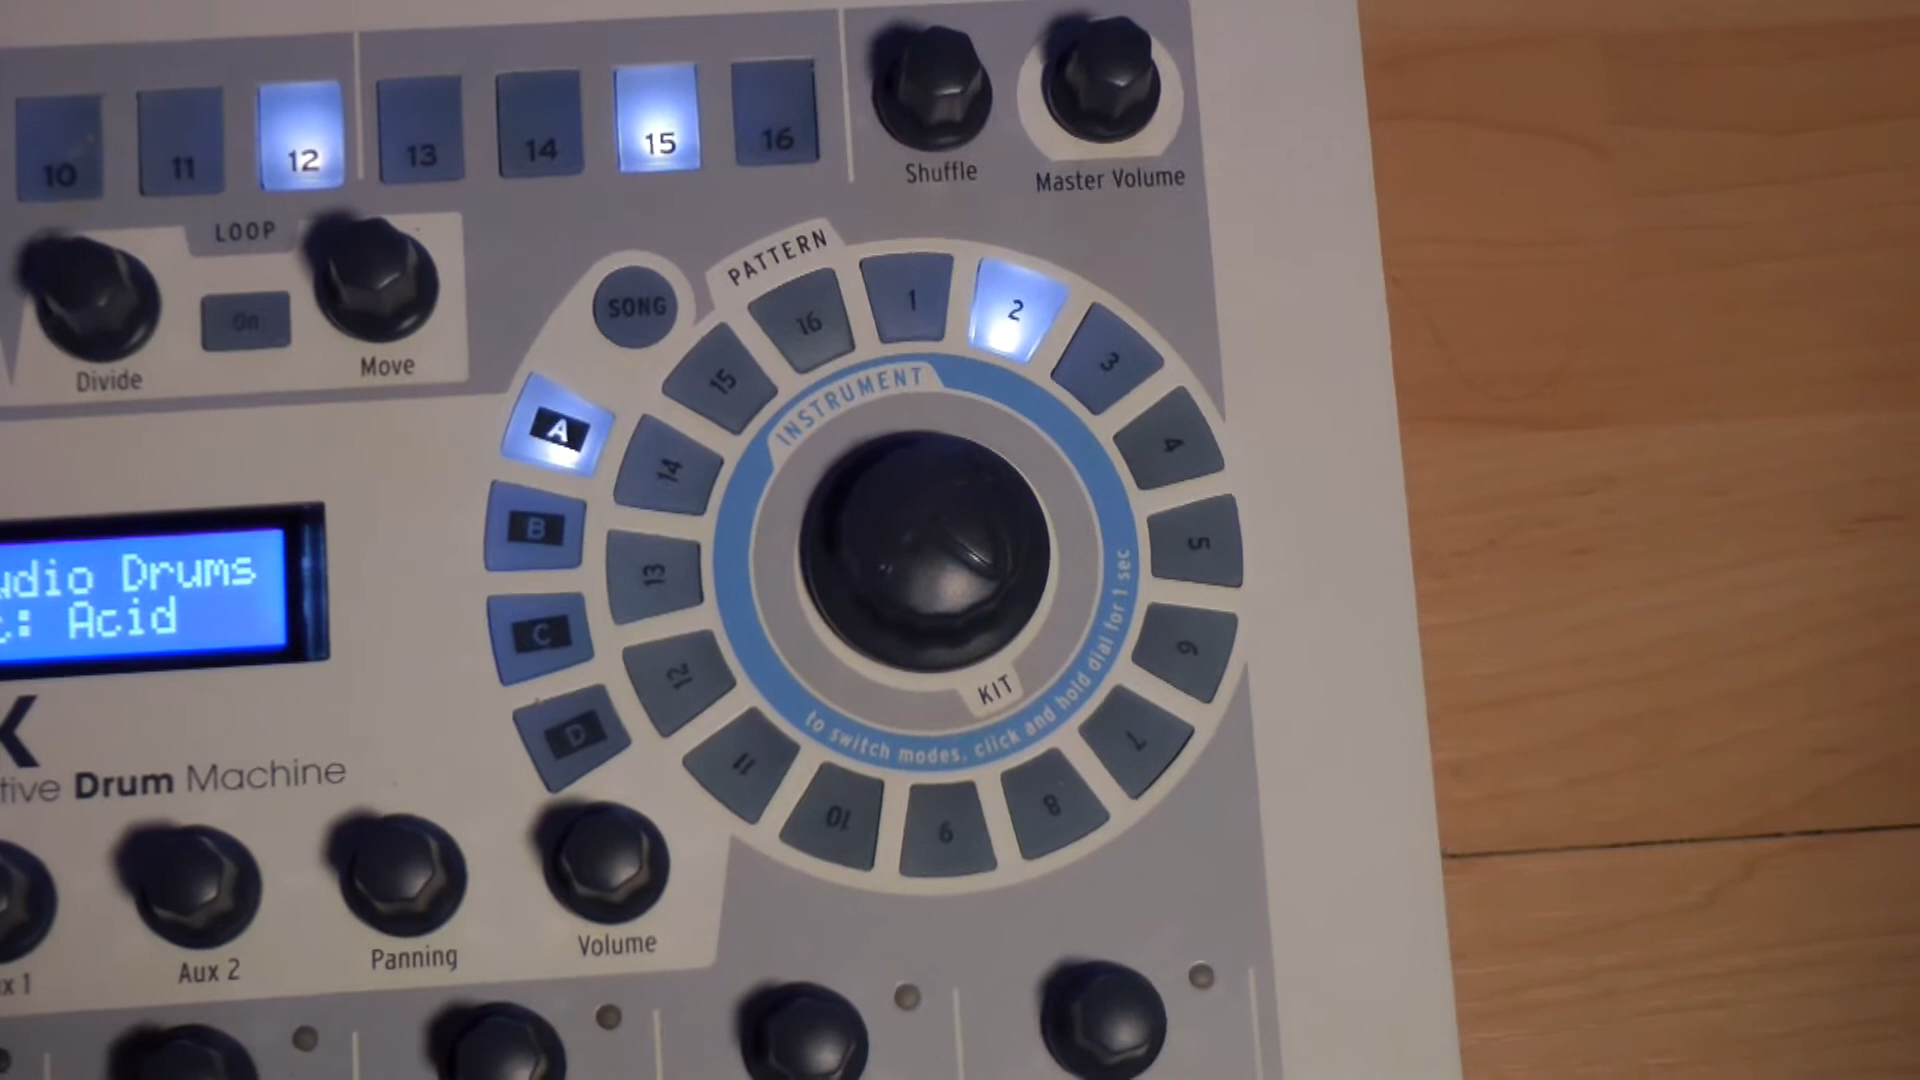 10 11 12 13 14 15 16
Shuffle
Master Volume
LOOP
On
Divide
Move
SONG
PATTERN
1
2
3
4
5
6
7
8
9
10
11
12
13
14
15
16
A
B
C
D
INSTRUMENT
KIT
to switch modes, click and hold dial for 1 sec
udio Drums
: Acid
K
tive Drum Machine
x 1
Aux 2
Panning
Volume